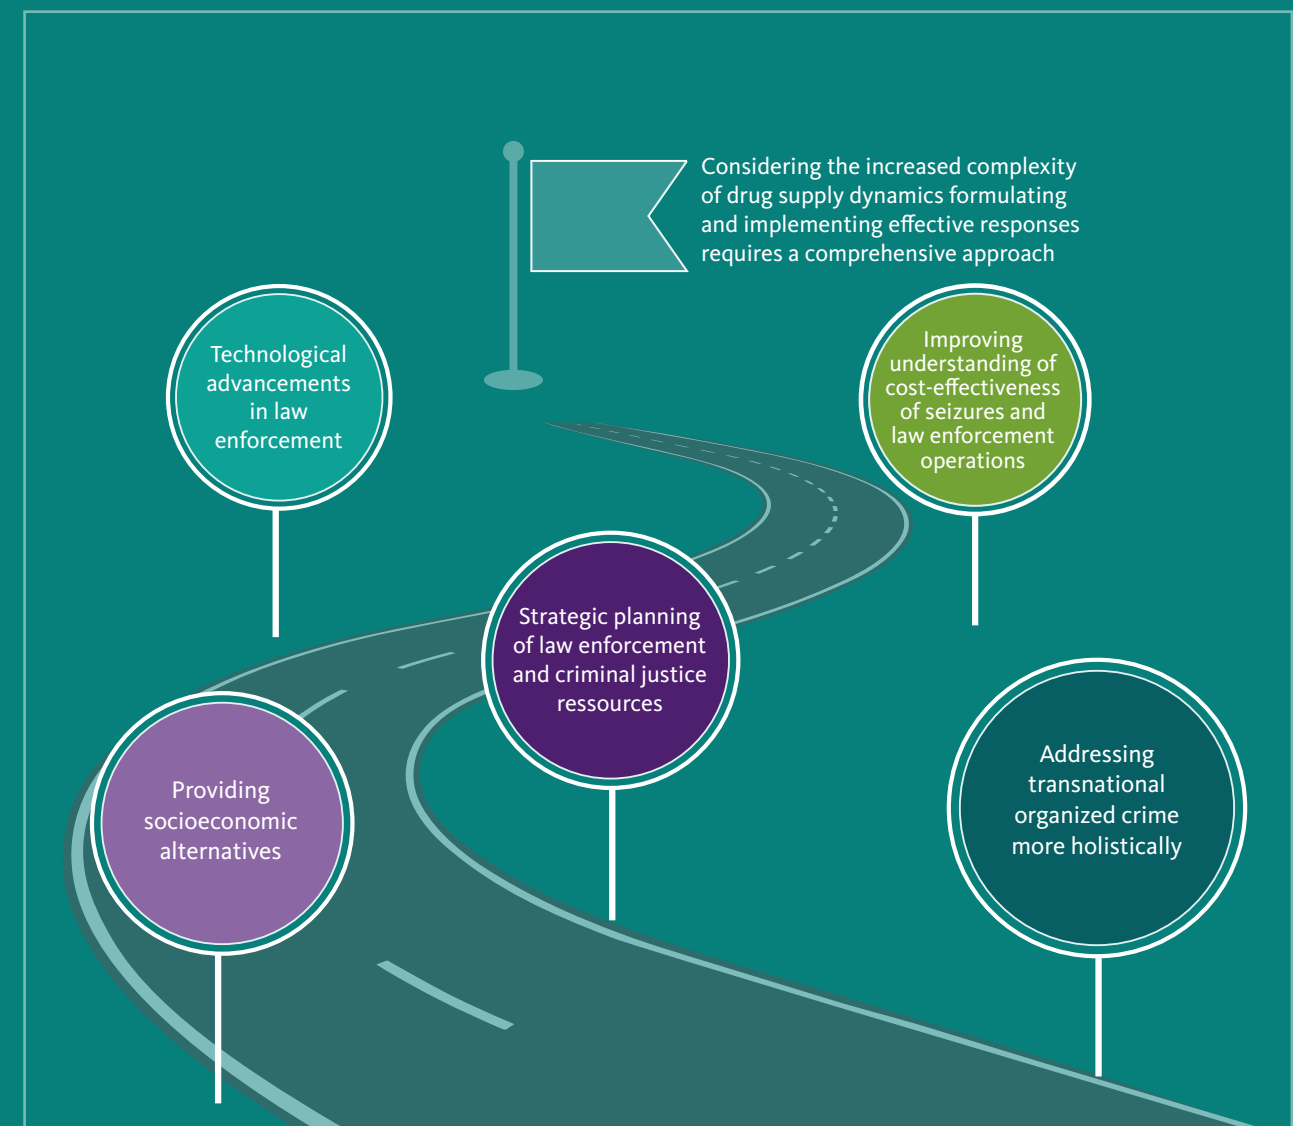 Considering the increased complexity
of drug supply dynamics formulating
and implementing effective responses
requires a comprehensive approach
Technological
advancements
in law
enforcement
Improving
understanding of
cost-effectiveness
of seizures and
law enforcement
operations
Strategic planning
of law enforcement
and criminal justice
ressources
Providing
socioeconomic
alternatives
Addressing
transnational
organized crime
more holistically